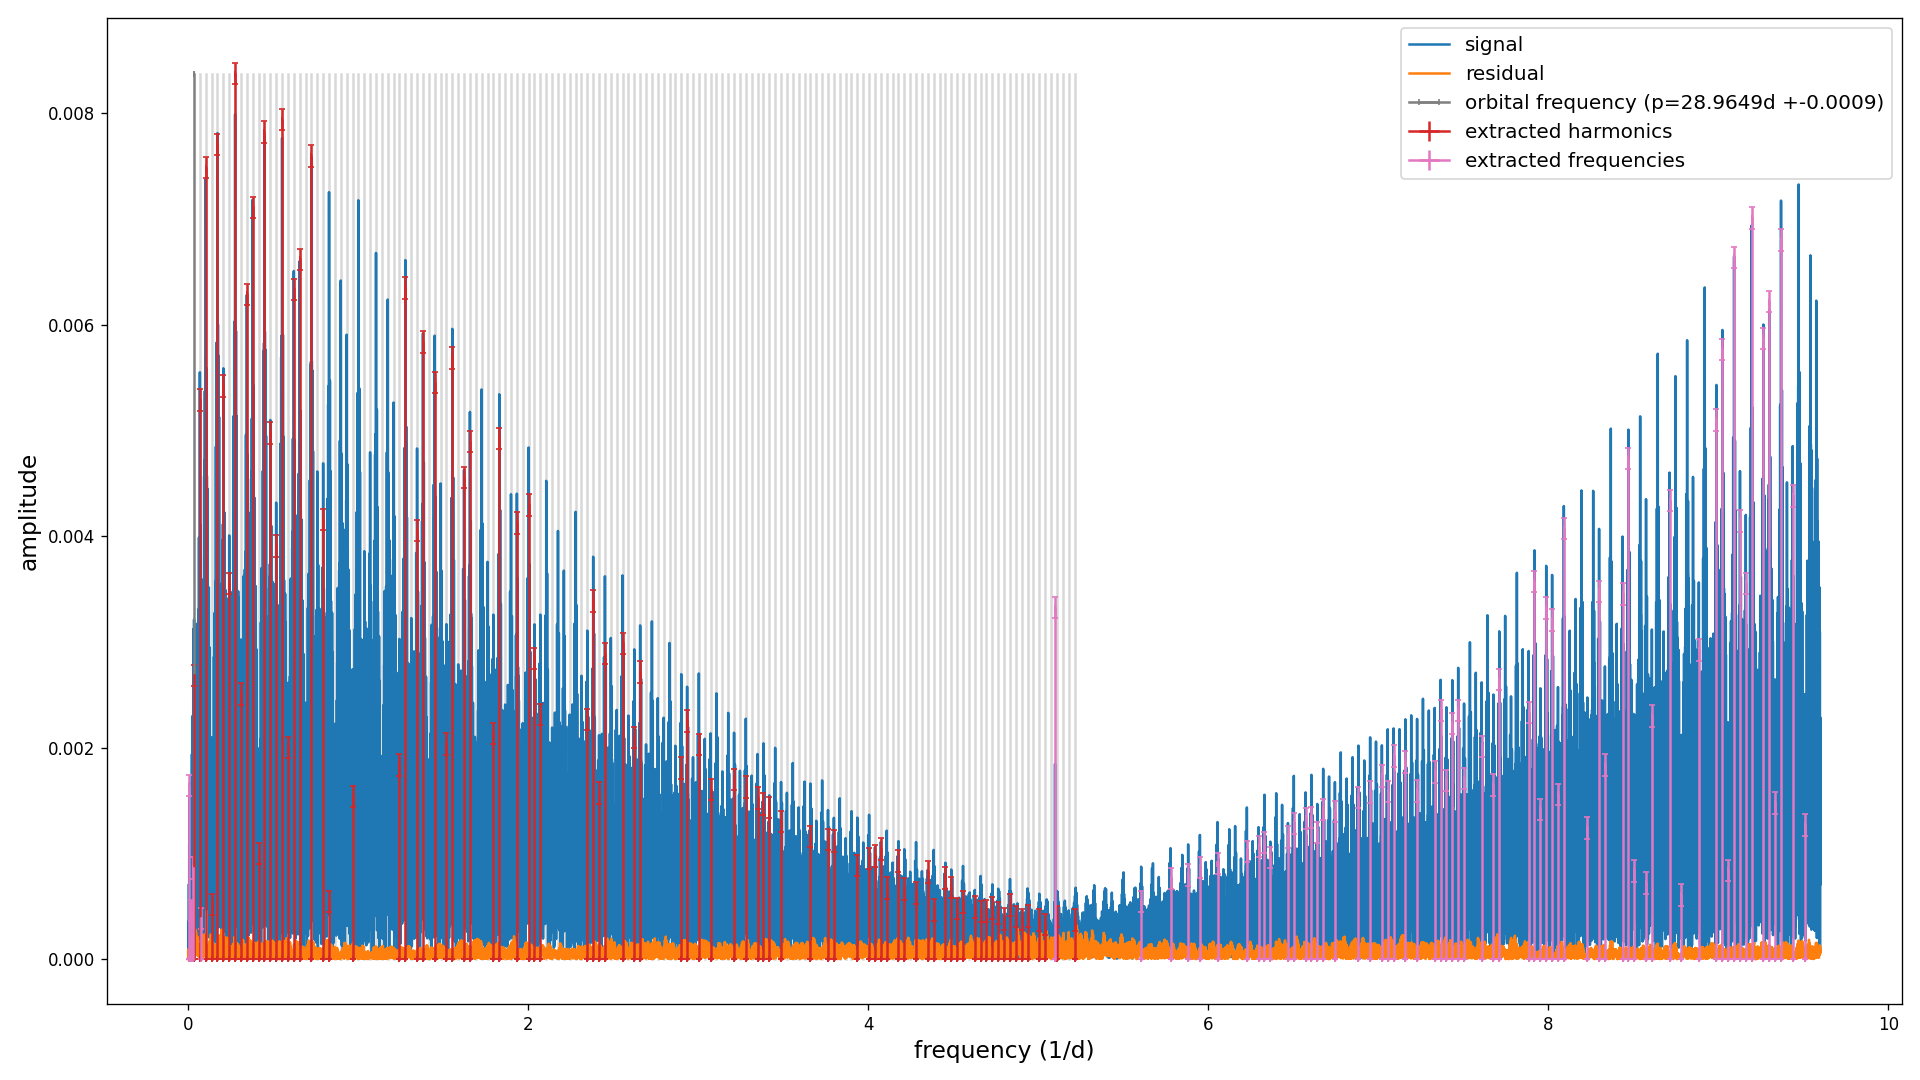 signal
residual
orbital frequency (p=28.9649d +-0.0009)
extracted harmonics
extracted frequencies
0.008
0.006
0.004
0.002
0.000
amplitude
0 2 4 6 8 10
frequency (1/d)